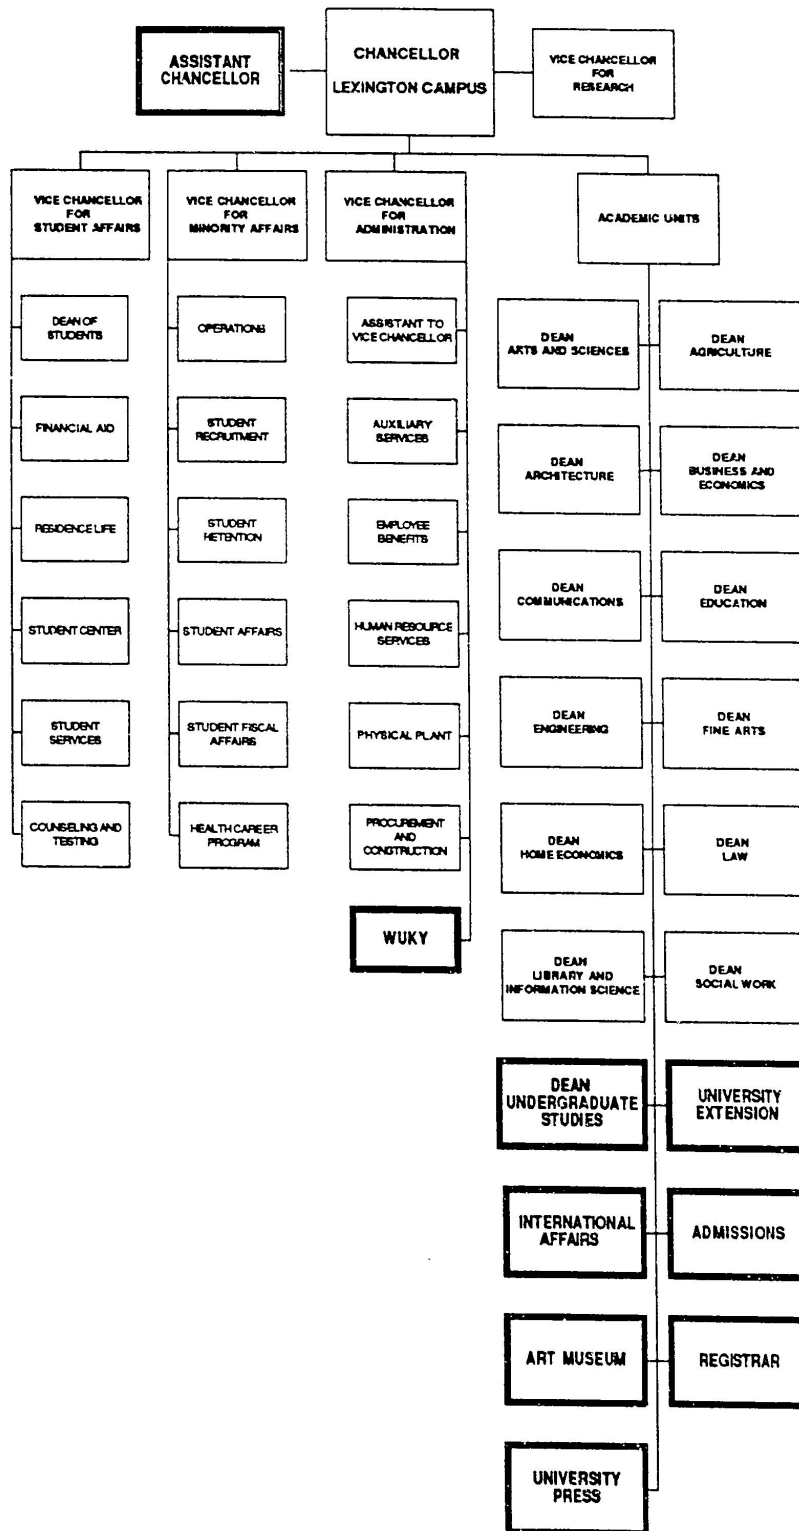 ASSISTANT
CHANCELLOR
CHANCELLOR
LEXINGTON CAMPUS
VICE CHANCELLOR
FOR
RESEARCH
VICE CHANCELLOR
FOR
STUDENT AFFAIRS
VICE CHANCELLOR
FOR
MINORITY AFFAIRS
VICE CHANCELLOR
FOR
ADMINISTRATION
ACADEMIC UNITS
DEAN OF
STUDENTS
FINANCIAL AID
RESIDENCE LIFE
STUDENT CENTER
STUDENT
SERVICES
COUNSELING AND
TESTING
OPERATIONS
STUDENT
RECRUITMENT
STUDENT
HETENTION
STUDENT AFFAIRS
STUDENT FISCAL
AFFAIRS
HEALTH CAREER
PROGRAM
ASSISTANT TO
VICE CHANCELLOR
AUXILIARY
SERVICES
EMPLOYEE
BENEFITS
HUMAN RESOURCE
SERVICES
PHYSICAL PLANT
PROCUREMENT
AND
CONSTRUCTION
WUKY
DEAN
ARTS AND SCIENCES
DEAN
AGRICULTURE
DEAN
ARCHITECTURE
DEAN
BUSINESS AND
ECONOMICS
DEAN
COMMUNICATIONS
DEAN
EDUCATION
DEAN
ENGINEERING
DEAN
FINE ARTS
DEAN
HOME ECONOMICS
DEAN
LAW
DEAN
LIBRARY AND
INFORMATION SCIENCE
DEAN
SOCIAL WORK
DEAN
UNDERGRADUATE
STUDIES
UNIVERSITY
EXTENSION
INTERNATIONAL
AFFAIRS
ADMISSIONS
ART MUSEUM
REGISTRAR
UNIVERSITY
PRESS